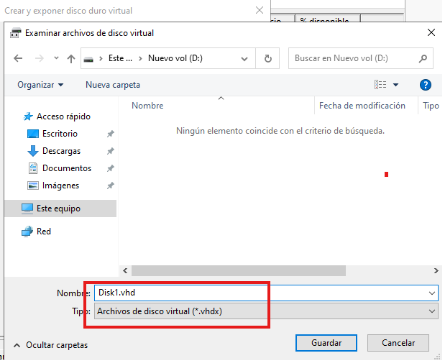 Crear y exponer disco duro virtual
% disponible
Examinar archivos de disco virtual
Este ... > Nuevo vol (D:)
Buscar en Nuevo vol (D:)
Organizar
Nueva carpeta
Nombre
Fecha de modificación
Tipo
Ningún elemento coincide con el criterio de búsqueda.
Acceso rápido
Escritorio
Descargas
Documentos
Imágenes
Este equipo
Red
Nombre:
Disk1.vhd
Tipo:
Archivos de disco virtual (*.vhdx)
Ocultar carpetas
Guardar
Cancelar